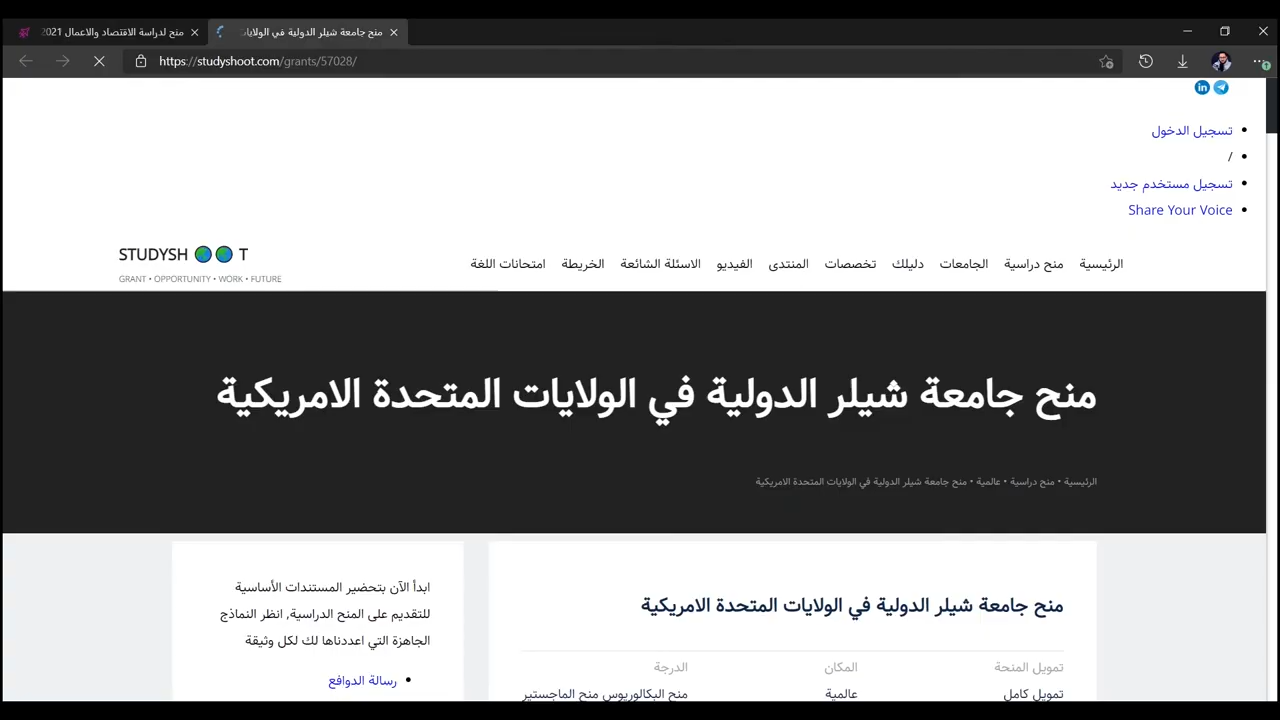 منح لدراسة الاقتصاد والاعمال 2021
منح جامعة شيلر الدولية في الولايات
https://studyshoot.com/grants/57028/
تسجيل الدخول
/
تسجيل مستخدم جديد
Share Your Voice
STUDYSH T
GRANT • OPPORTUNITY • WORK • FUTURE
الرئيسية منح دراسية الجامعات دليلك تخصصات المنتدى الفيديو الاسئلة الشائعة الخريطة امتحانات اللغة
منح جامعة شيلر الدولية في الولايات المتحدة الامريكية
الرئيسية • منح دراسية • عالمية • منح جامعة شيلر الدولية في الولايات المتحدة الامريكية
منح جامعة شيلر الدولية في الولايات المتحدة الامريكية
تمويل المنحة المكان الدرجة
تمويل كامل عالمية منح البكالوريوس منح الماجستير
ابدأ الآن بتحضير المستندات الأساسية
للتقديم على المنح الدراسية, انظر النماذج
الجاهزة التي اعددناها لك لكل وثيقة
رسالة الدوافع